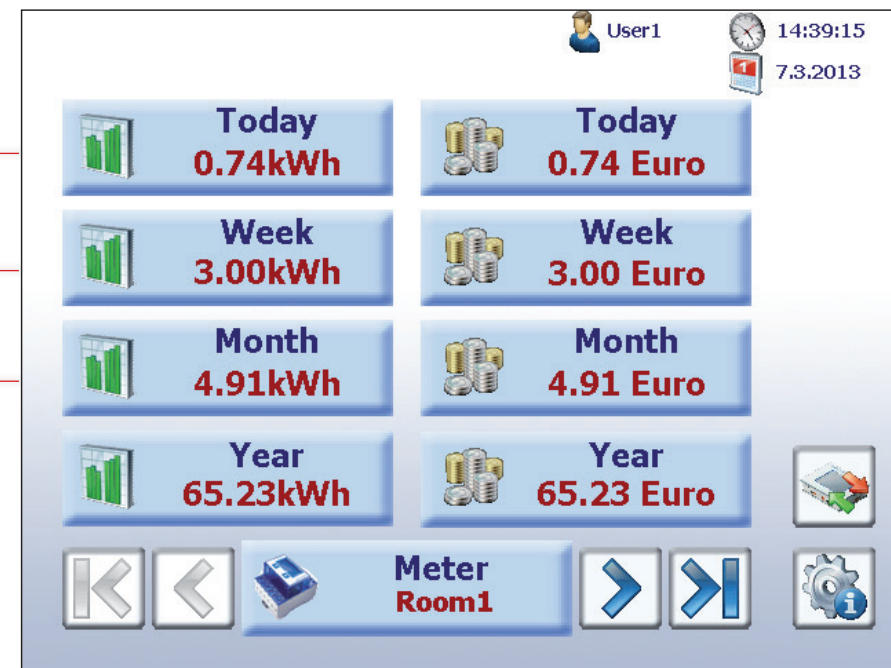 User1
14:39:15
1
7.3.2013
Today
0.74kWh
Today
0.74 Euro
Week
3.00kWh
Week
3.00 Euro
Month
4.91kWh
Month
4.91 Euro
Year
65.23kWh
Year
65.23 Euro
Meter
Room1
i